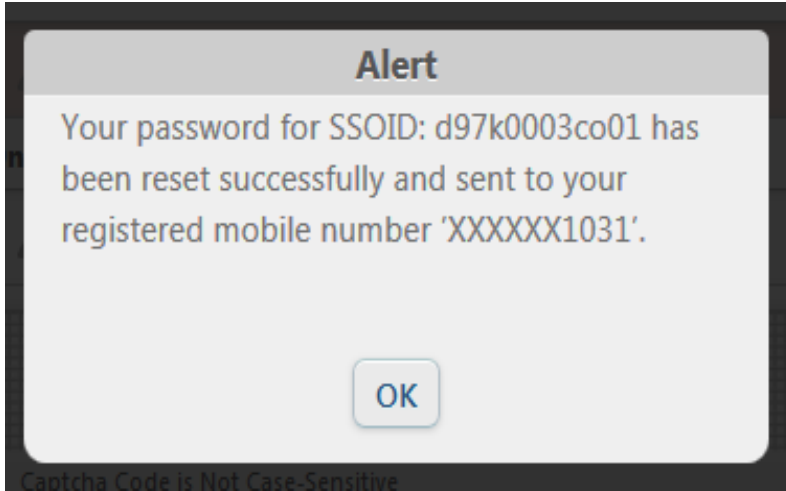 Alert
Your password for SSOID: d97k0003co01 has
been reset successfully and sent to your
registered mobile number 'XXXXXX1031'.
OK
Captcha Code is Not Case-Sensitive